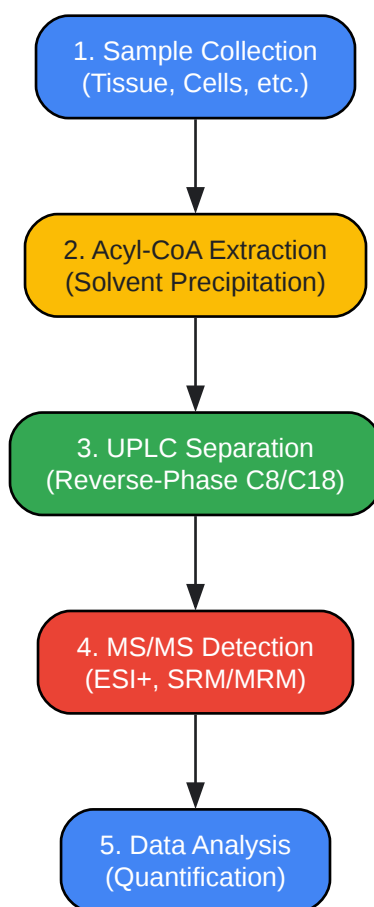 1. Sample Collection
(Tissue, Cells, etc.)
2. Acyl-CoA Extraction
(Solvent Precipitation)
3. UPLC Separation
(Reverse-Phase C8/C18)
4. MS/MS Detection
(ESI+, SRM/MRM)
5. Data Analysis
(Quantification)